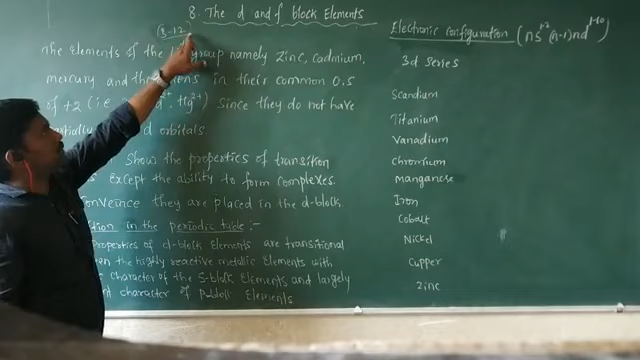 8. The d and f block Elements
(3-12)
The elements of the group namely Zinc, Cadmium,
mercury and their ions in their common O.S
of +2 (i.e Hg2+) since they do not have
d orbitals.
Show the properties of transition
Except the ability to form complexes.
they are placed in the d-block.
in the periodic table :-
properties of d-block Elements are transitional
the highly reactive metallic Elements with
character of the S-block Elements and largely
character of p-block Elements
Electronic configuration (ns1-2 (n-1)nd1-10)
3d series
Scandium
Titanium
Vanadium
Chromium
manganese
Iron
Cobalt
Nickel
Cupper
Zinc